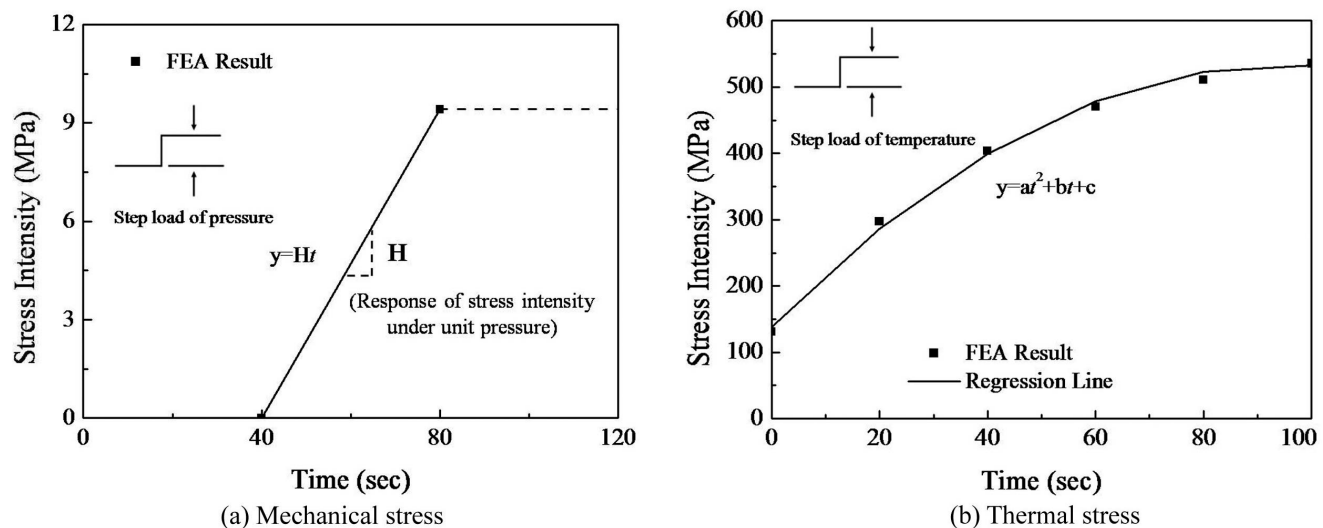 12
9
6
3
0
Stress Intensity (MPa)
FEA Result
Step load of pressure
y=Ht
H
(Response of stress intensity
under unit pressure)
0 40 80 120
Time (sec)
(a) Mechanical stress
600
500
400
300
200
100
0
Stress Intensity (MPa)
Step load of temperature
y=at²+bt+c
FEA Result
Regression Line
0 20 40 60 80 100
Time (sec)
(b) Thermal stress